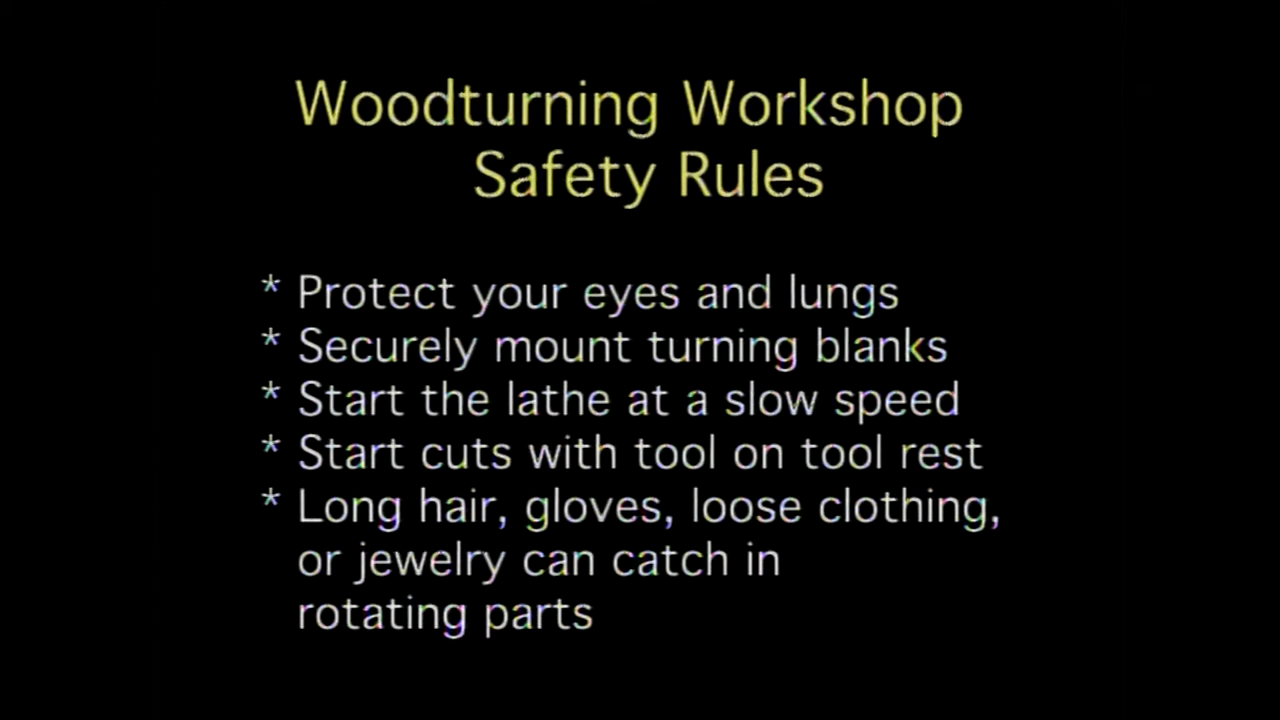 Woodturning Workshop
Safety Rules
* Protect your eyes and lungs
* Securely mount turning blanks
* Start the lathe at a slow speed
* Start cuts with tool on tool rest
* Long hair, gloves, loose clothing,
or jewelry can catch in
rotating parts